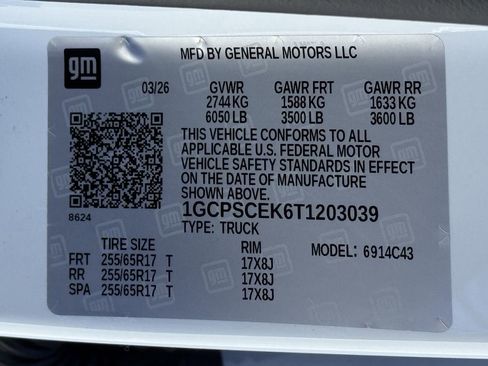 gm
MFD BY GENERAL MOTORS LLC
03/26 GVWR GAWR FRT GAWR RR
2744 KG 1588 KG 1633 KG
6050 LB 3500 LB 3600 LB
THIS VEHICLE CONFORMS TO ALL
APPLICABLE U.S. FEDERAL MOTOR
VEHICLE SAFETY STANDARDS IN EFFECT
ON THE DATE OF MANUFACTURE
SHOWN ABOVE.
8624
1GCPSCEK6T1203039
TYPE: TRUCK
TIRE SIZE RIM MODEL: 6914C43
FRT 255/65R17 T 17X8J
RR 255/65R17 T 17X8J
SPA 255/65R17 T 17X8J